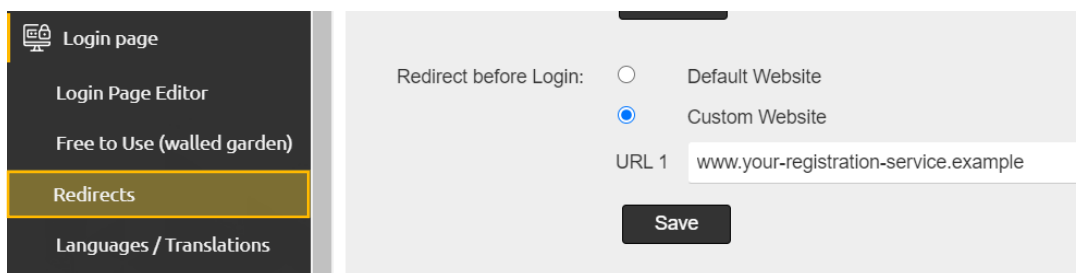 Login page
Login Page Editor
Free to Use (walled garden)
Redirects
Languages / Translations
Redirect before Login:
Default Website
Custom Website
URL 1 www.your-registration-service.example
Save